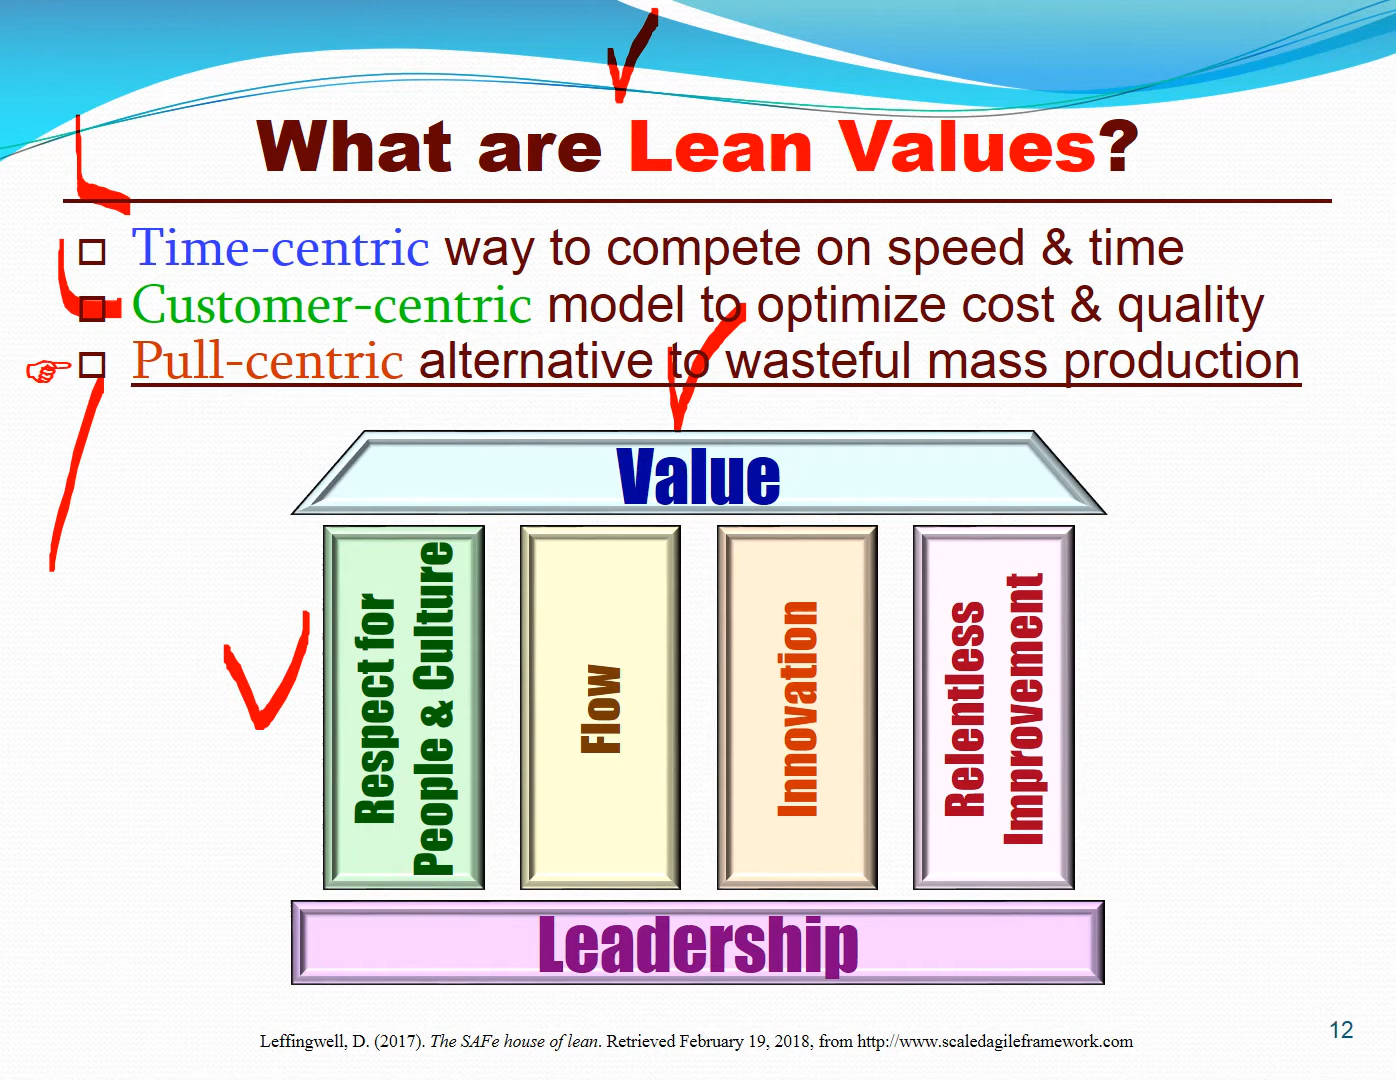 What are Lean Values?
Time-centric way to compete on speed & time
Customer-centric model to optimize cost & quality
Pull-centric alternative to wasteful mass production
Value
Respect for
People & Culture
Flow
Innovation
Relentless
Improvement
Leadership
Leffingwell, D. (2017). The SAFe house of lean. Retrieved February 19, 2018, from http://www.scaledagileframework.com
12